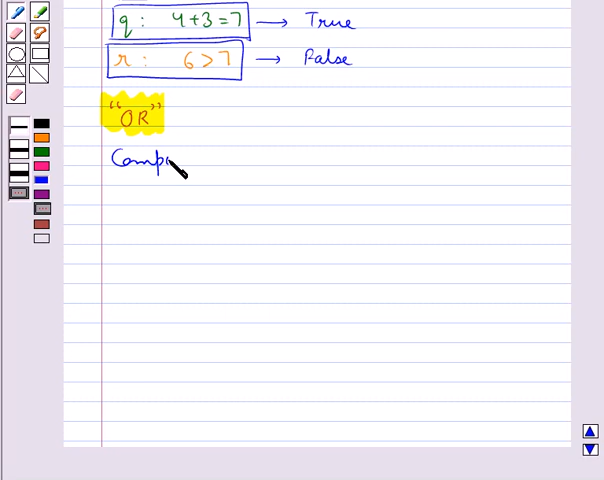 q : 4+3=7 → True
r : 6 > 7 → False
"OR"
Comp